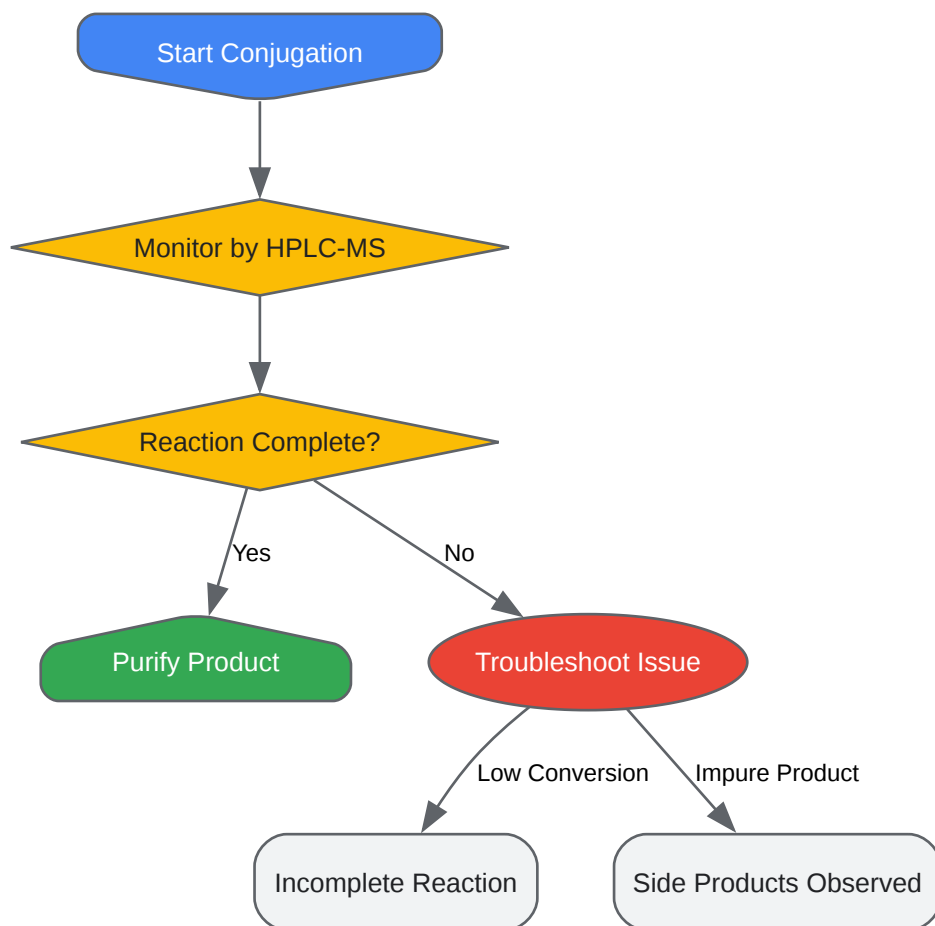 Start Conjugation
Monitor by HPLC-MS
Reaction Complete?
Yes
No
Purify Product
Troubleshoot Issue
Low Conversion
Impure Product
Incomplete Reaction
Side Products Observed